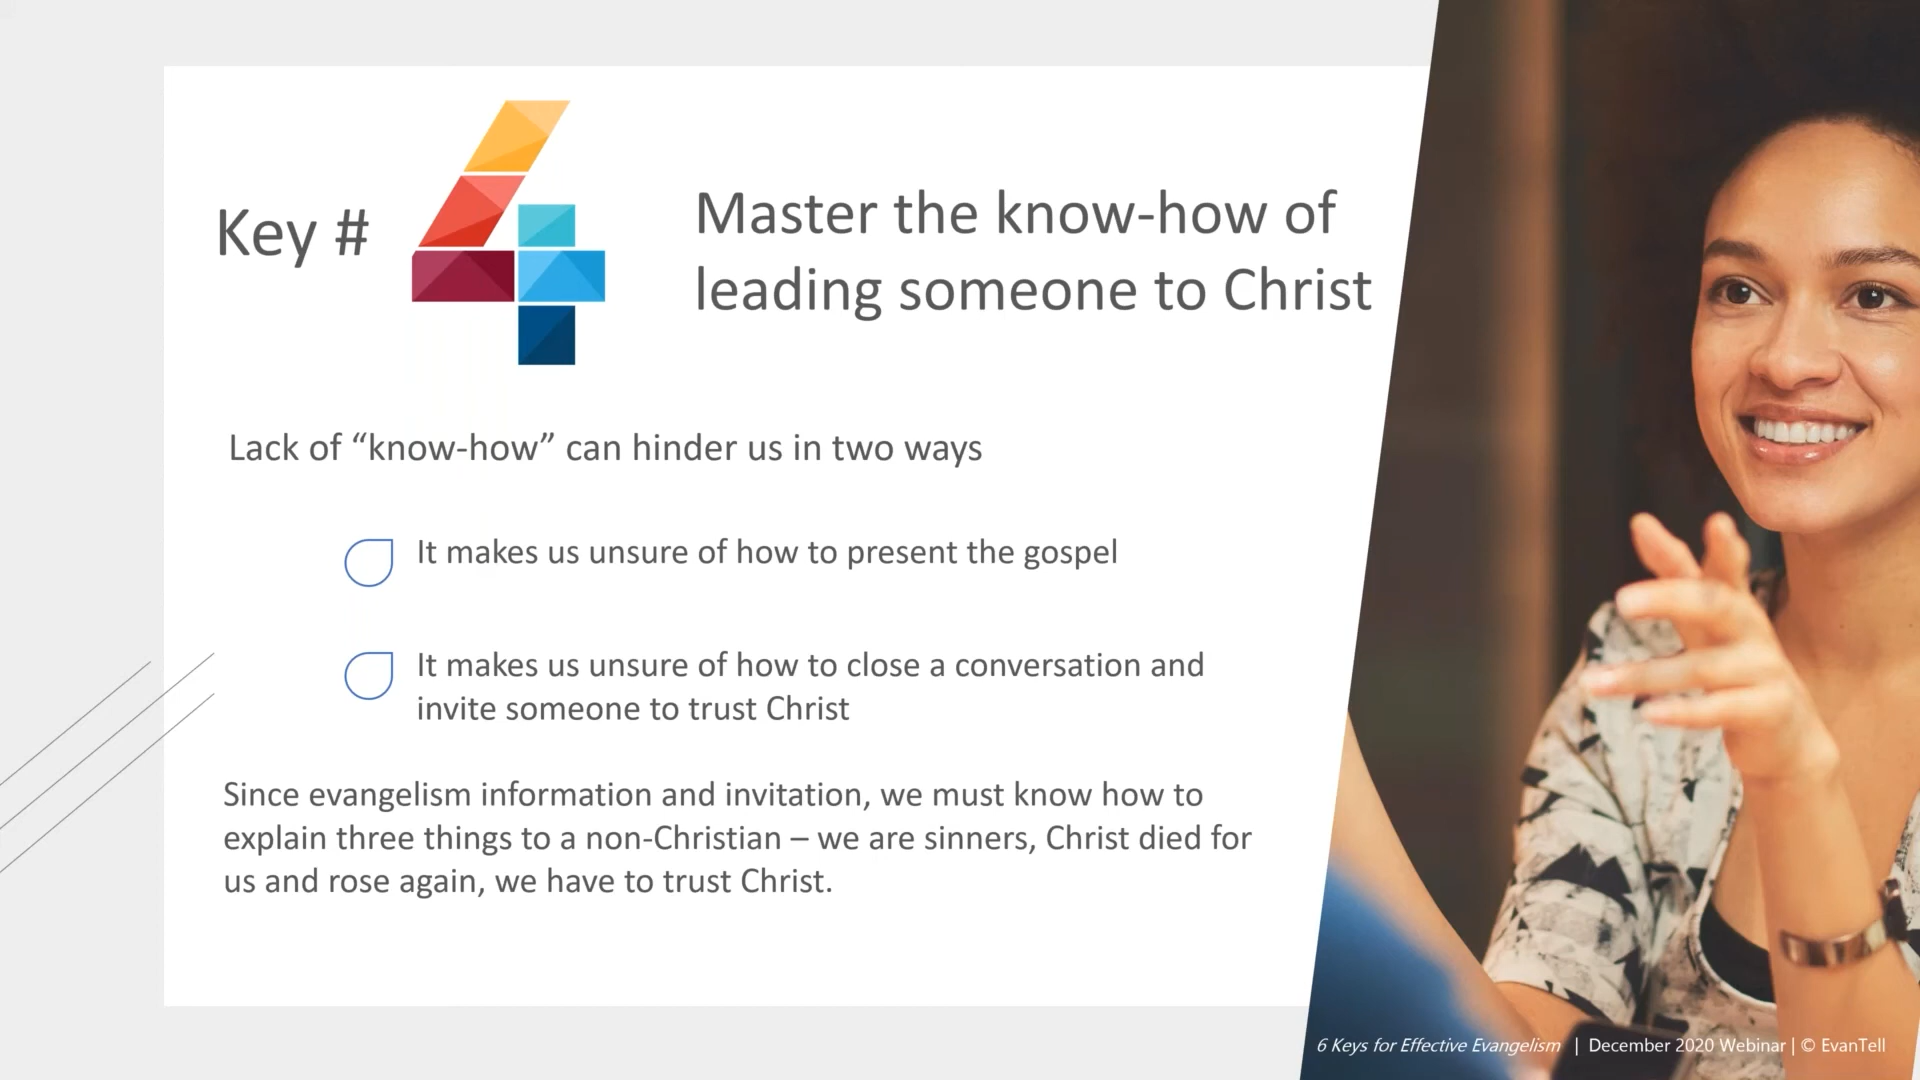 Key # 4
Master the know-how of
leading someone to Christ
Lack of “know-how” can hinder us in two ways
It makes us unsure of how to present the gospel
It makes us unsure of how to close a conversation and
invite someone to trust Christ
Since evangelism information and invitation, we must know how to
explain three things to a non-Christian – we are sinners, Christ died for
us and rose again, we have to trust Christ.
6 Keys for Effective Evangelism | December 2020 Webinar | © EvanTell